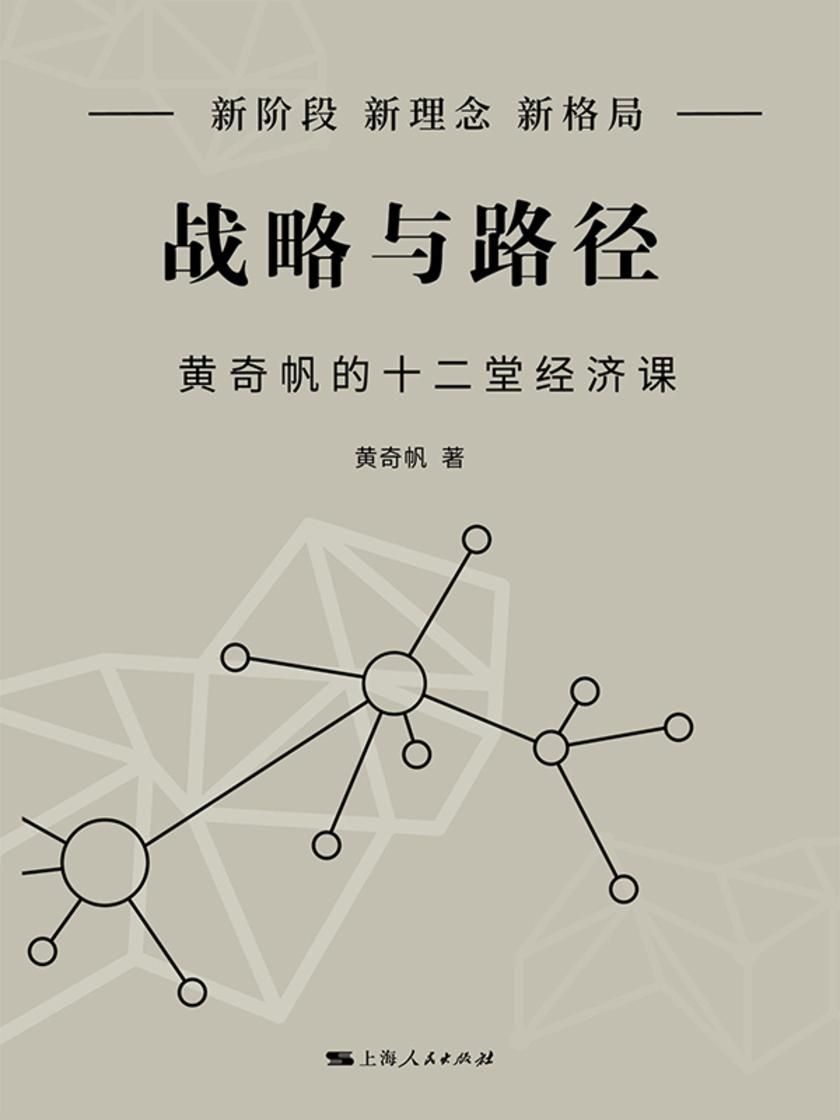 新阶段 新理念 新格局
战略与路径
黄奇帆的十二堂经济课
黄奇帆 著
上海人民出版社